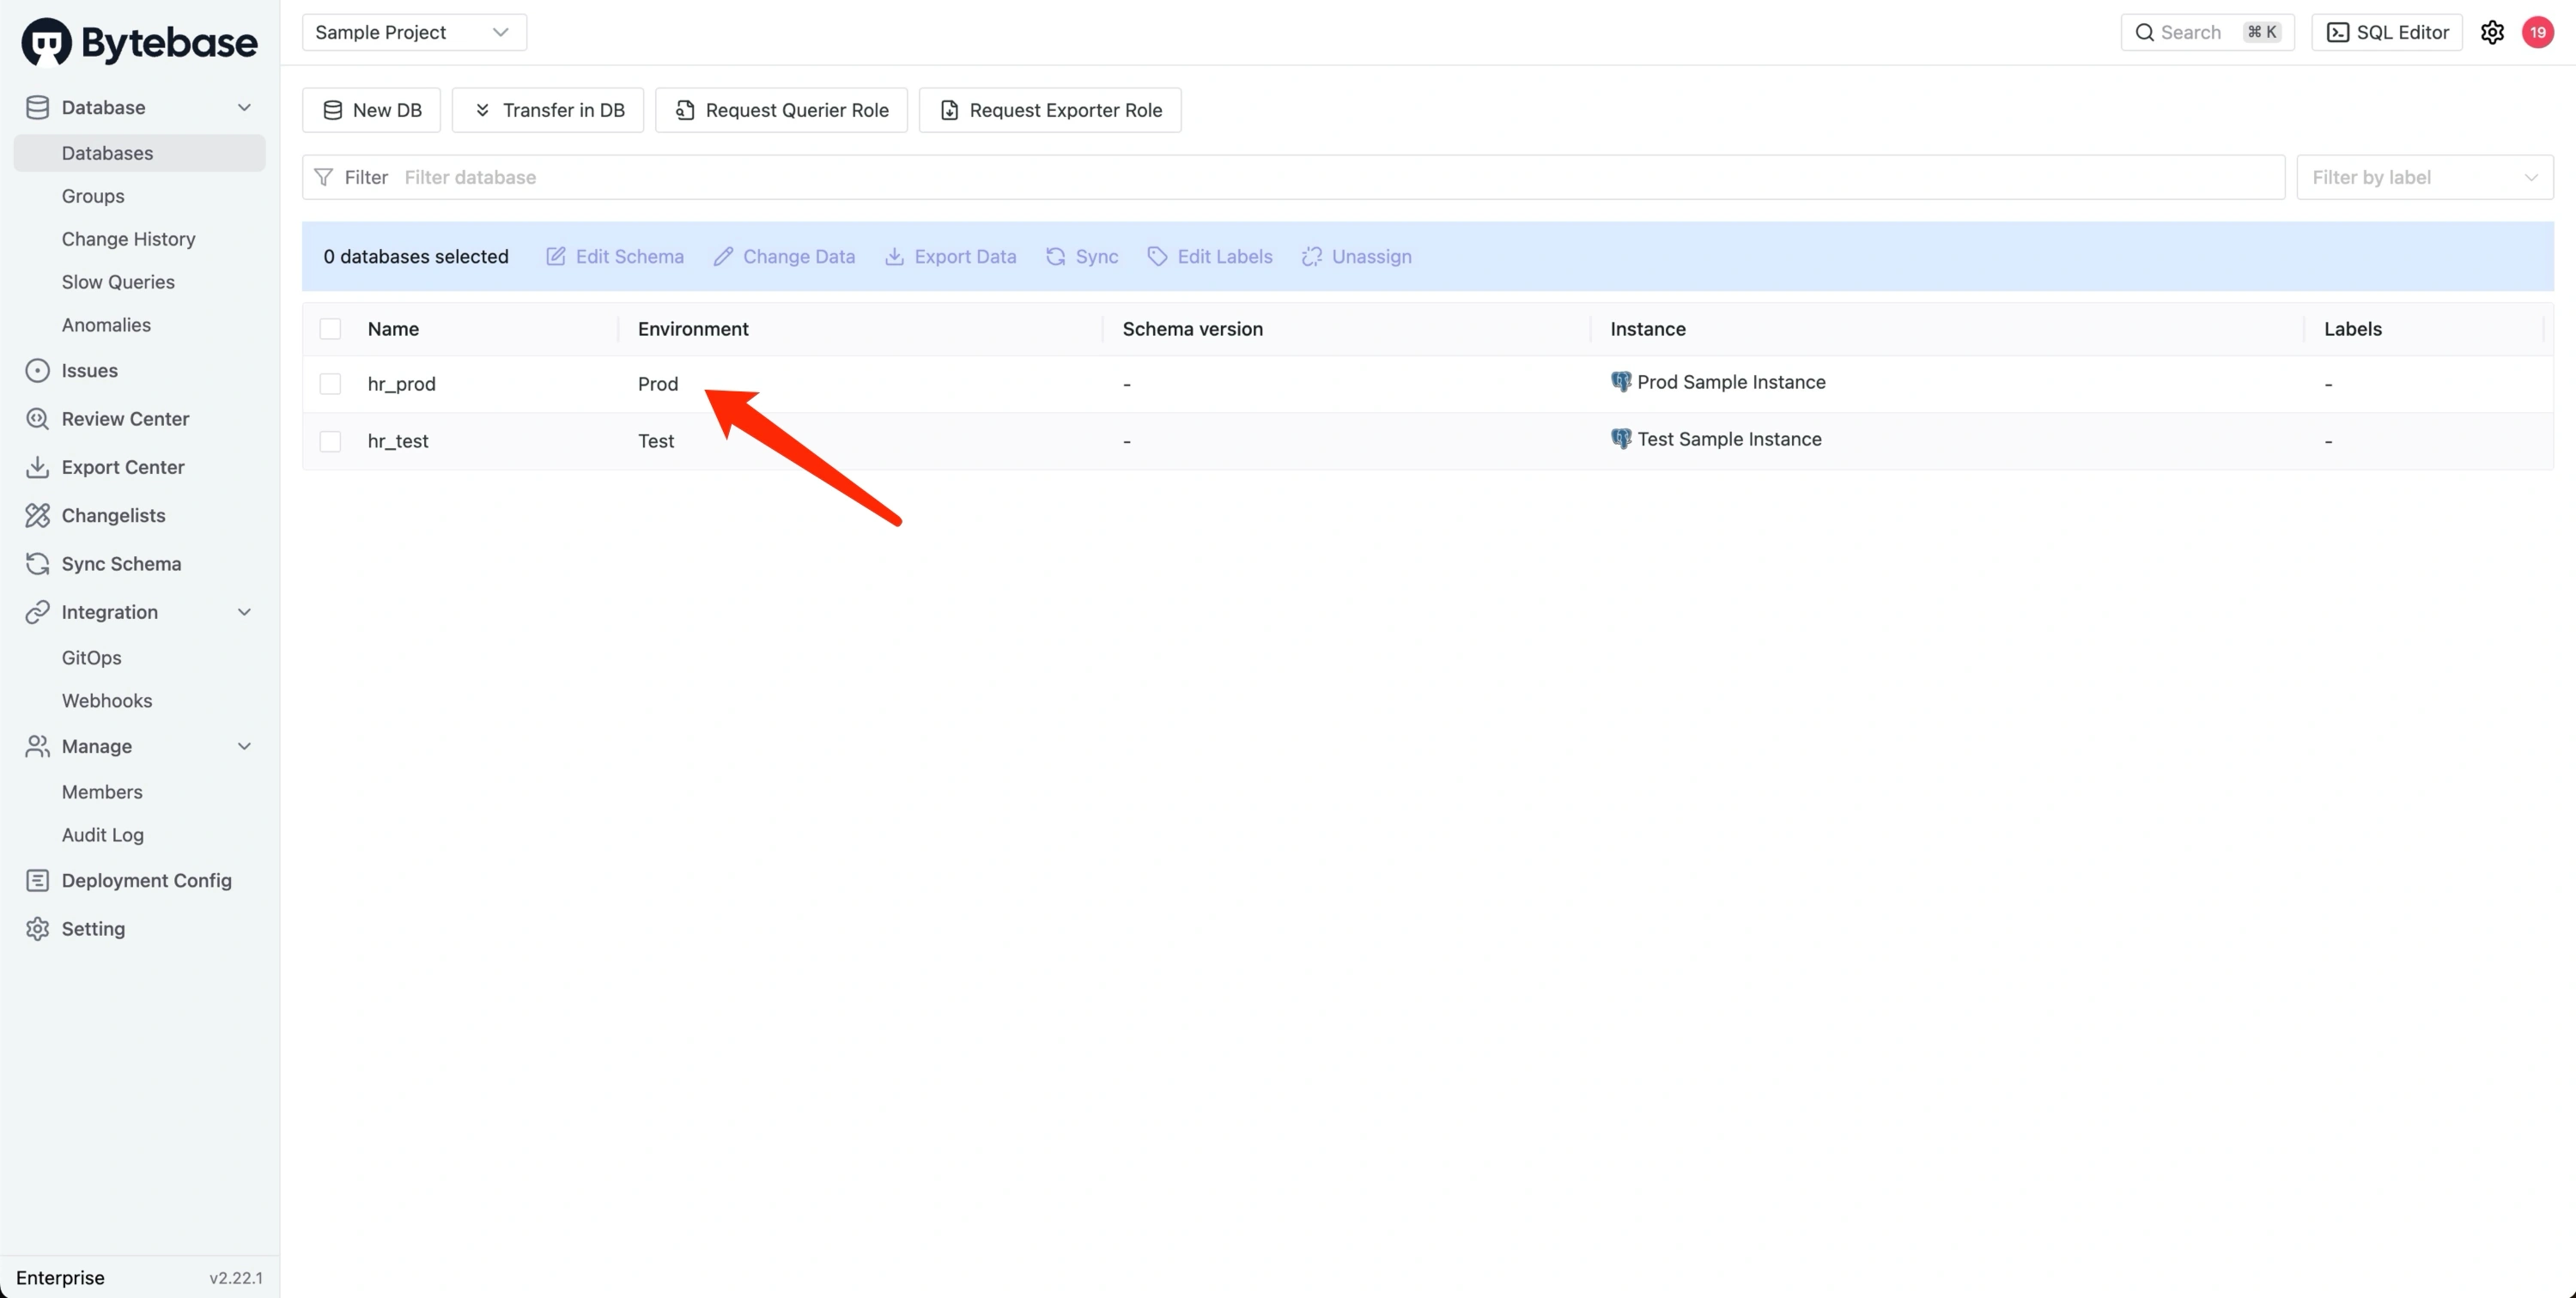 Bytebase
Sample Project
Search ⌘ K
SQL Editor
19
Database
Databases
Groups
Change History
Slow Queries
Anomalies
Issues
Review Center
Export Center
Changelists
Sync Schema
Integration
GitOps
Webhooks
Manage
Members
Audit Log
Deployment Config
Setting
Enterprise v2.22.1
New DB Transfer in DB Request Querier Role Request Exporter Role
Filter Filter database Filter by label
0 databases selected Edit Schema Change Data Export Data Sync Edit Labels Unassign
Name Environment Schema version Instance Labels
hr_prod Prod - Prod Sample Instance -
hr_test Test - Test Sample Instance -